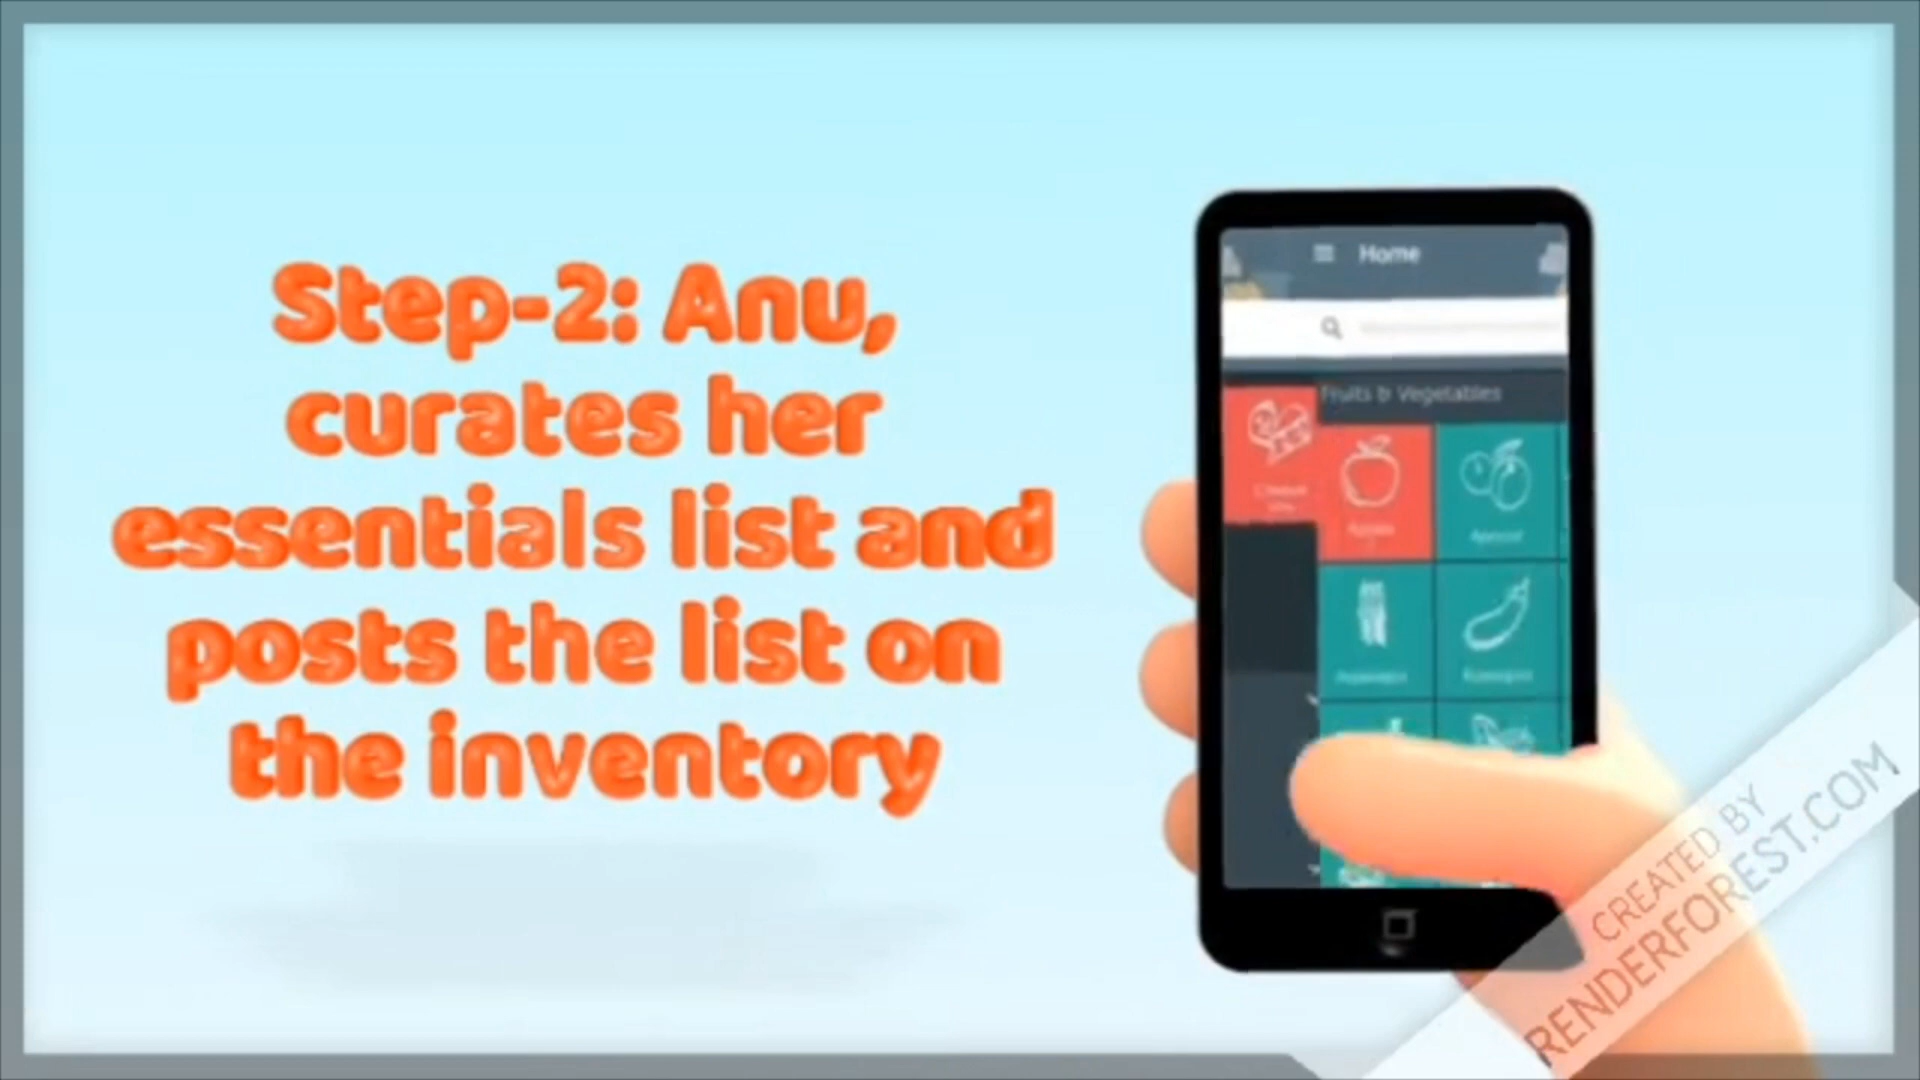 Step-2: Anu,
curates her
essentials list and
posts the list on
the inventory
Home
Fruits & Vegetables
Apricot
CREATED BY
RENDERFOREST.COM